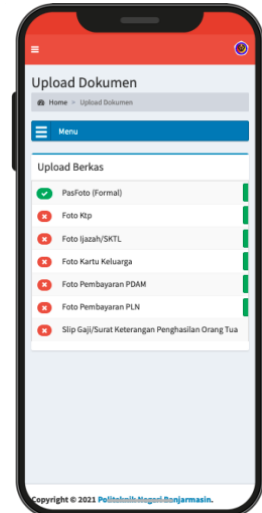 Upload Dokumen
Home > Upload Dokumen
Menu
Upload Berkas
PasFoto (Formal)
Foto Ktp
Foto Ijazah/SKTL
Foto Kartu Keluarga
Foto Pembayaran PDAM
Foto Pembayaran PLN
Slip Gaji/Surat Keterangan Penghasilan Orang Tua
Copyright © 2021 Politeknik Negeri Banjarmasin.